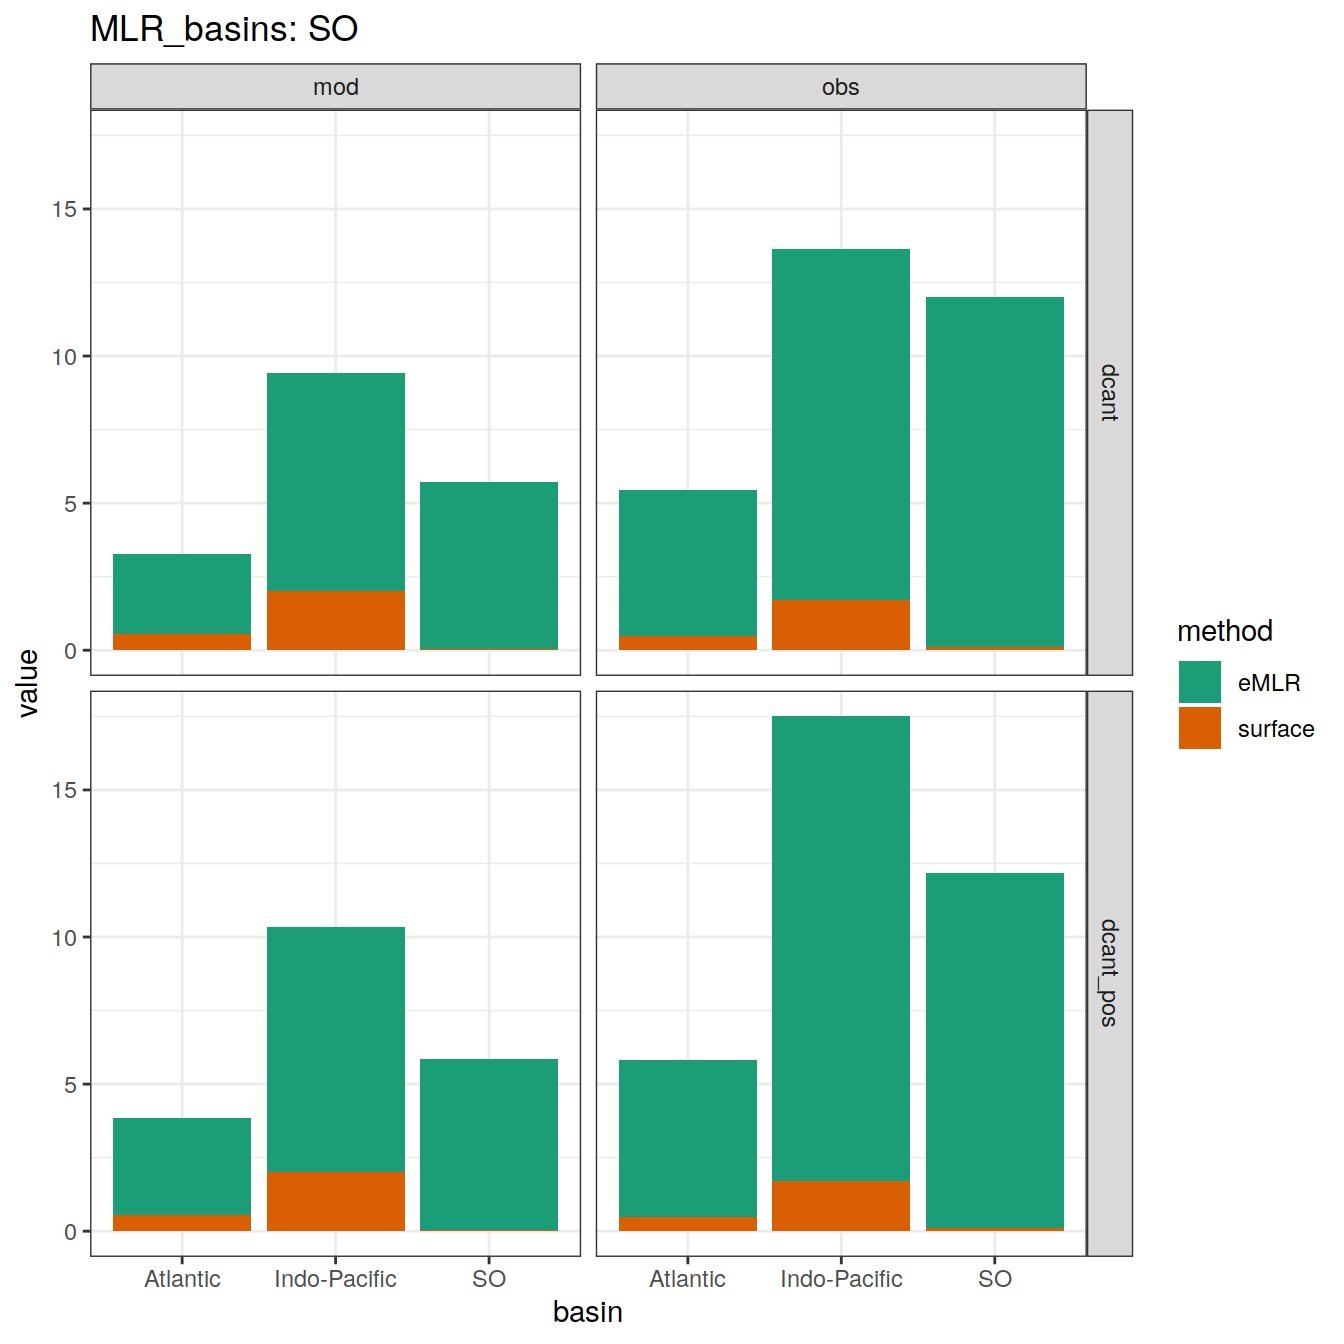 MLR_basins: SO
mod
obs
15
10
5
0
dcant
15
10
5
0
dcant_pos
value
Atlantic
Indo-Pacific
SO
Atlantic
Indo-Pacific
SO
basin
method
eMLR
surface